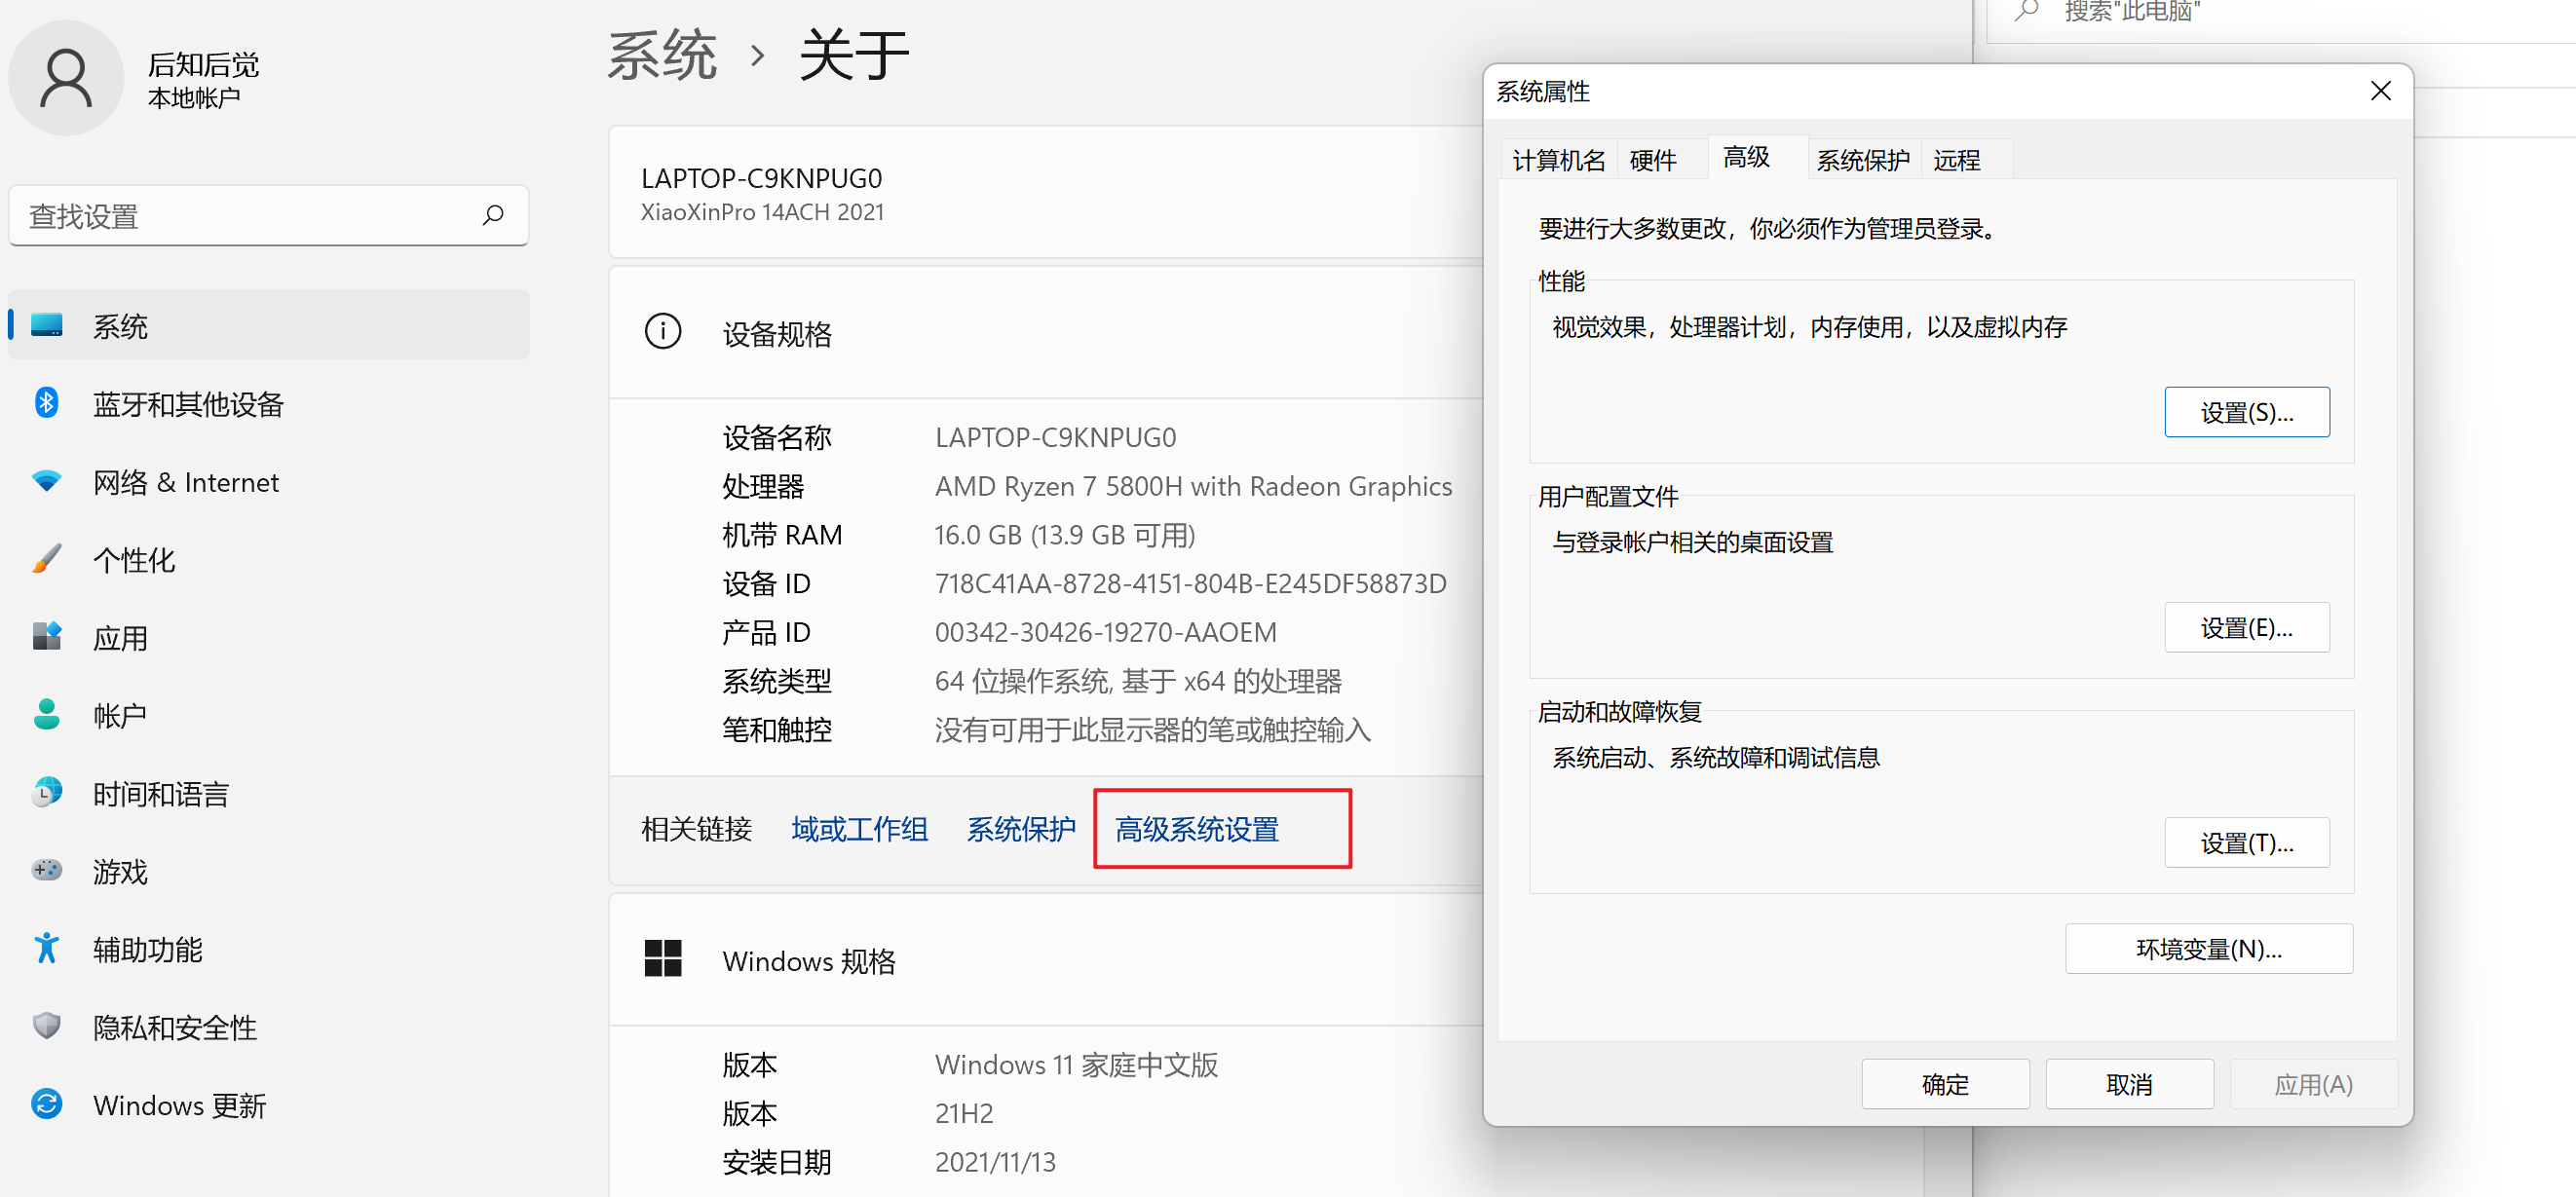 后知后觉
本地帐户
查找设置
系统
蓝牙和其他设备
网络 & Internet
个性化
应用
帐户
时间和语言
游戏
辅助功能
隐私和安全性
Windows 更新
系统 › 关于
LAPTOP-C9KNPUG0
XiaoXinPro 14ACH 2021
设备规格
设备名称 LAPTOP-C9KNPUG0
处理器 AMD Ryzen 7 5800H with Radeon Graphics
机带 RAM 16.0 GB (13.9 GB 可用)
设备 ID 718C41AA-8728-4151-804B-E245DF58873D
产品 ID 00342-30426-19270-AAOEM
系统类型 64 位操作系统, 基于 x64 的处理器
笔和触控 没有可用于此显示器的笔或触控输入
相关链接 域或工作组 系统保护 高级系统设置
Windows 规格
版本 Windows 11 家庭中文版
版本 21H2
安装日期 2021/11/13
搜索"此电脑"
系统属性
计算机名 硬件 高级 系统保护 远程
要进行大多数更改，你必须作为管理员登录。
性能
视觉效果，处理器计划，内存使用，以及虚拟内存
设置(S)...
用户配置文件
与登录帐户相关的桌面设置
设置(E)...
启动和故障恢复
系统启动、系统故障和调试信息
设置(T)...
环境变量(N)...
确定 取消 应用(A)